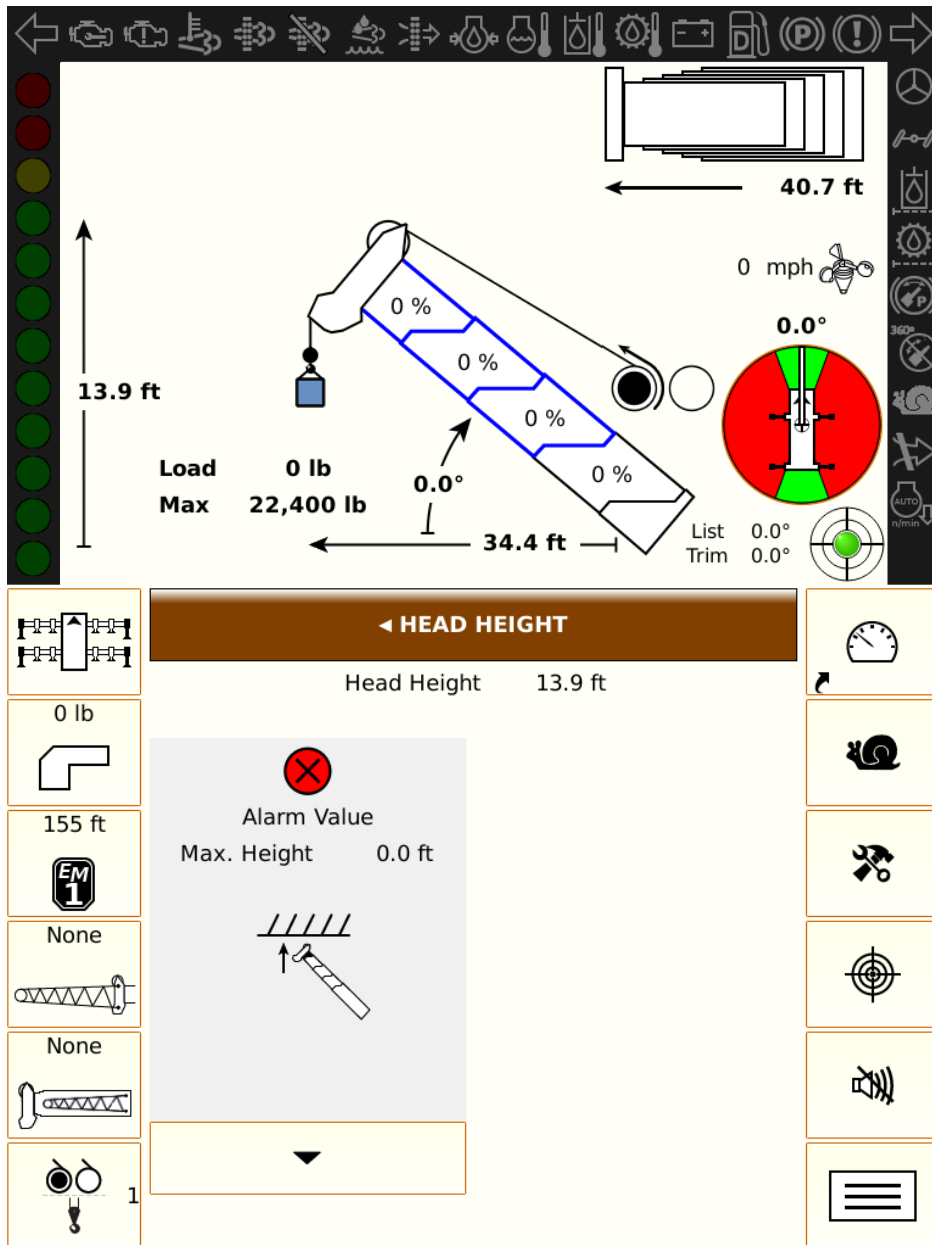 D
P
40.7 ft
0 mph
P
0.0°
360°
0 %
0 %
13.9 ft
0 %
Load 0 lb
0.0°
0 %
Max 22,400 lb
AUTO
n/min
34.4 ft
List 0.0°
Trim 0.0°
◄ HEAD HEIGHT
Head Height 13.9 ft
0 lb
Alarm Value
155 ft
Max. Height 0.0 ft
EM
1
None
None
1